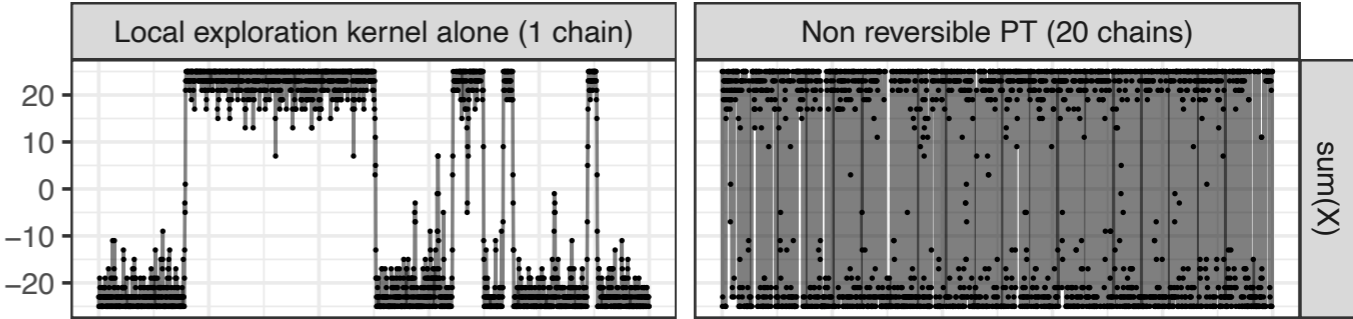 Local exploration kernel alone (1 chain)
Non reversible PT (20 chains)
20
10
0
−10
−20
sum(X)